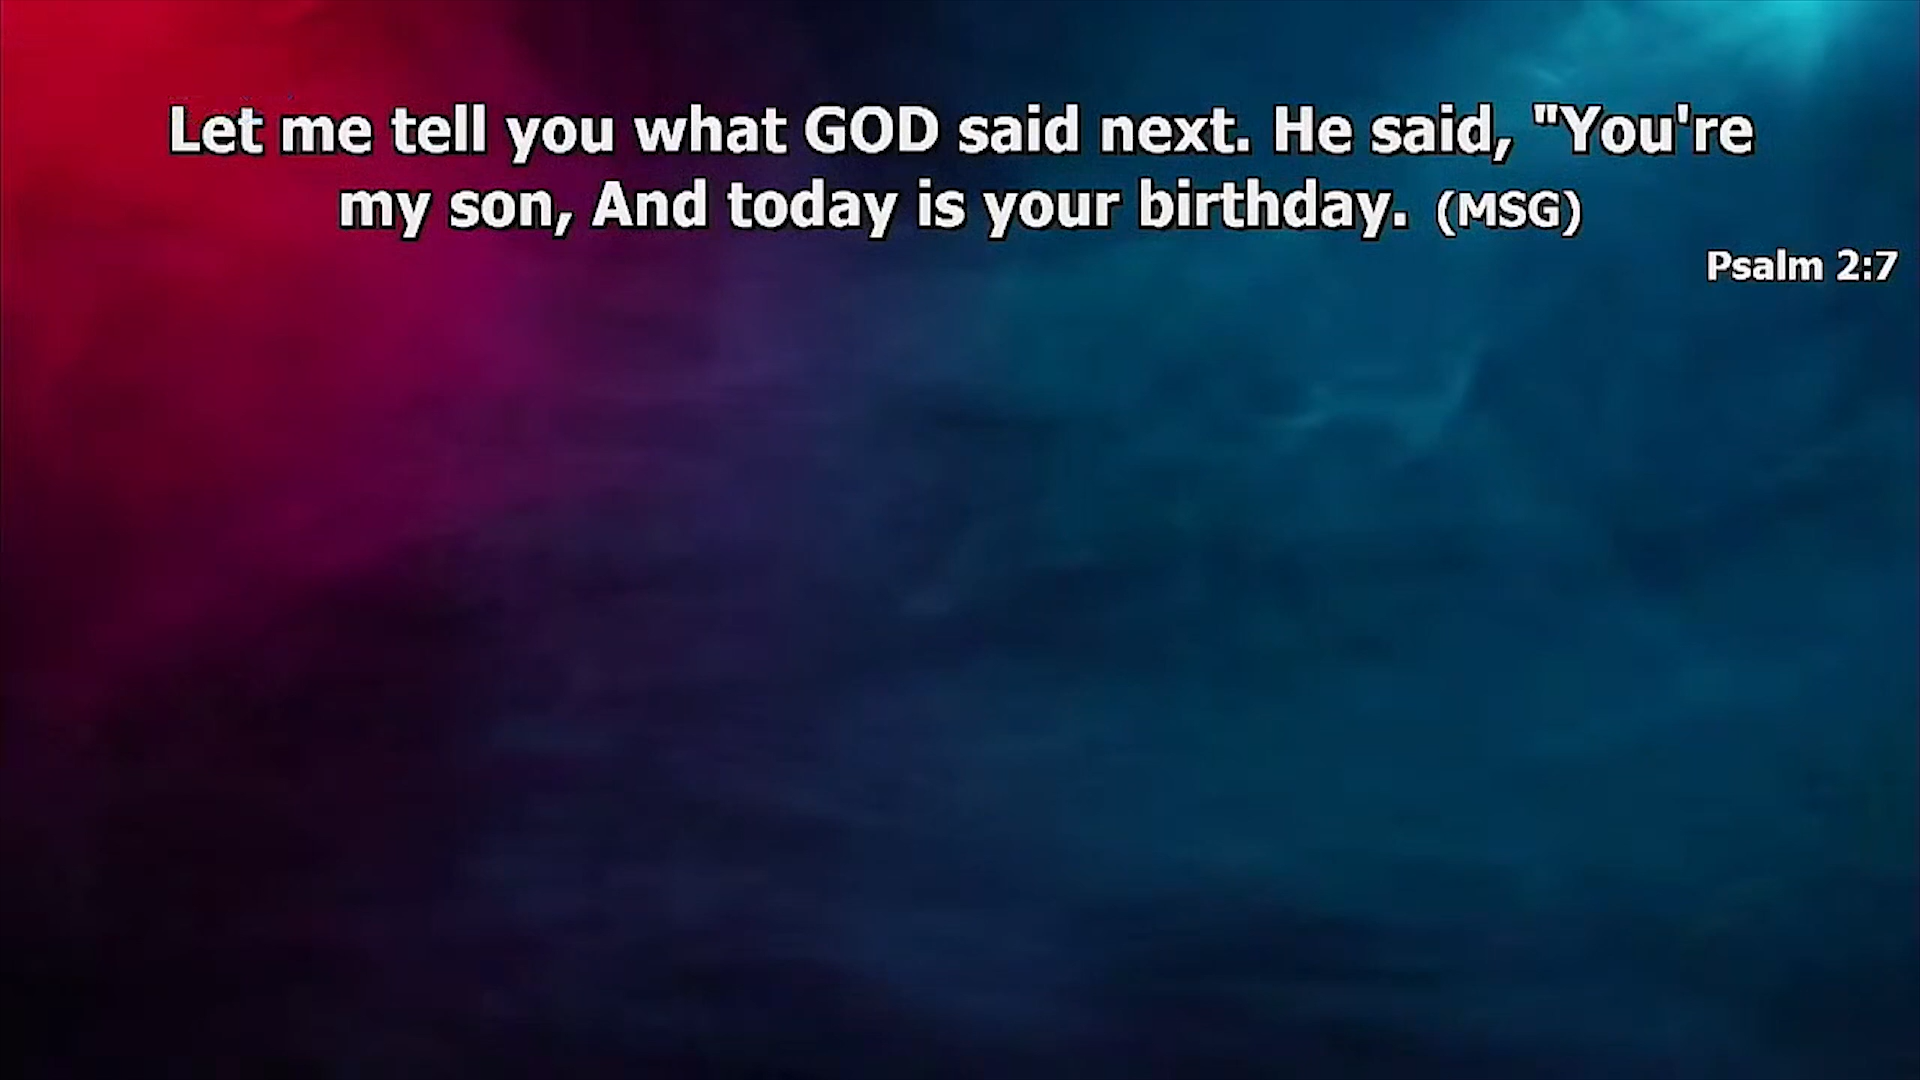 Let me tell you what GOD said next. He said, "You're
my son, And today is your birthday. (MSG)
Psalm 2:7